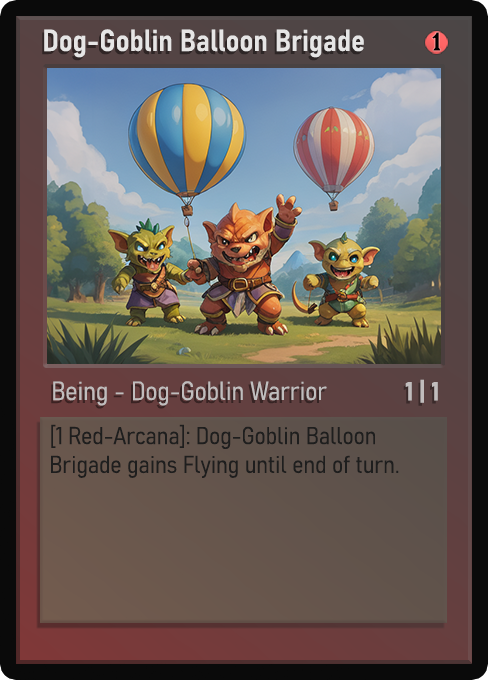 Dog-Goblin Balloon Brigade 1
Being - Dog-Goblin Warrior 1|1
[1 Red-Arcana]: Dog-Goblin Balloon
Brigade gains Flying until end of turn.